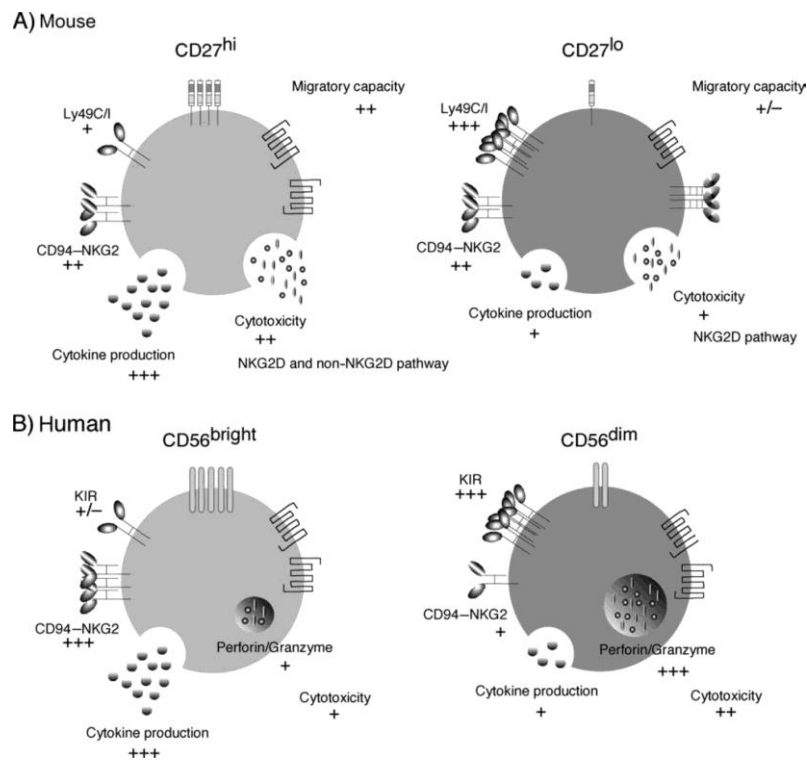 A) Mouse
CD27hi
Ly49C/I
+
Migratory capacity
++
CD94–NKG2
++
Cytokine production
+++
Cytotoxicity
++
NKG2D and non-NKG2D pathway
CD27lo
Ly49C/I
+++
Migratory capacity
+/–
CD94–NKG2
++
Cytokine production
+
Cytotoxicity
+
NKG2D pathway
B) Human
CD56bright
KIR
+/–
CD94–NKG2
+++
Perforin/Granzyme
+
Cytotoxicity
+
Cytokine production
+++
CD56dim
KIR
+++
CD94–NKG2
+
Perforin/Granzyme
+++
Cytokine production
+
Cytotoxicity
++